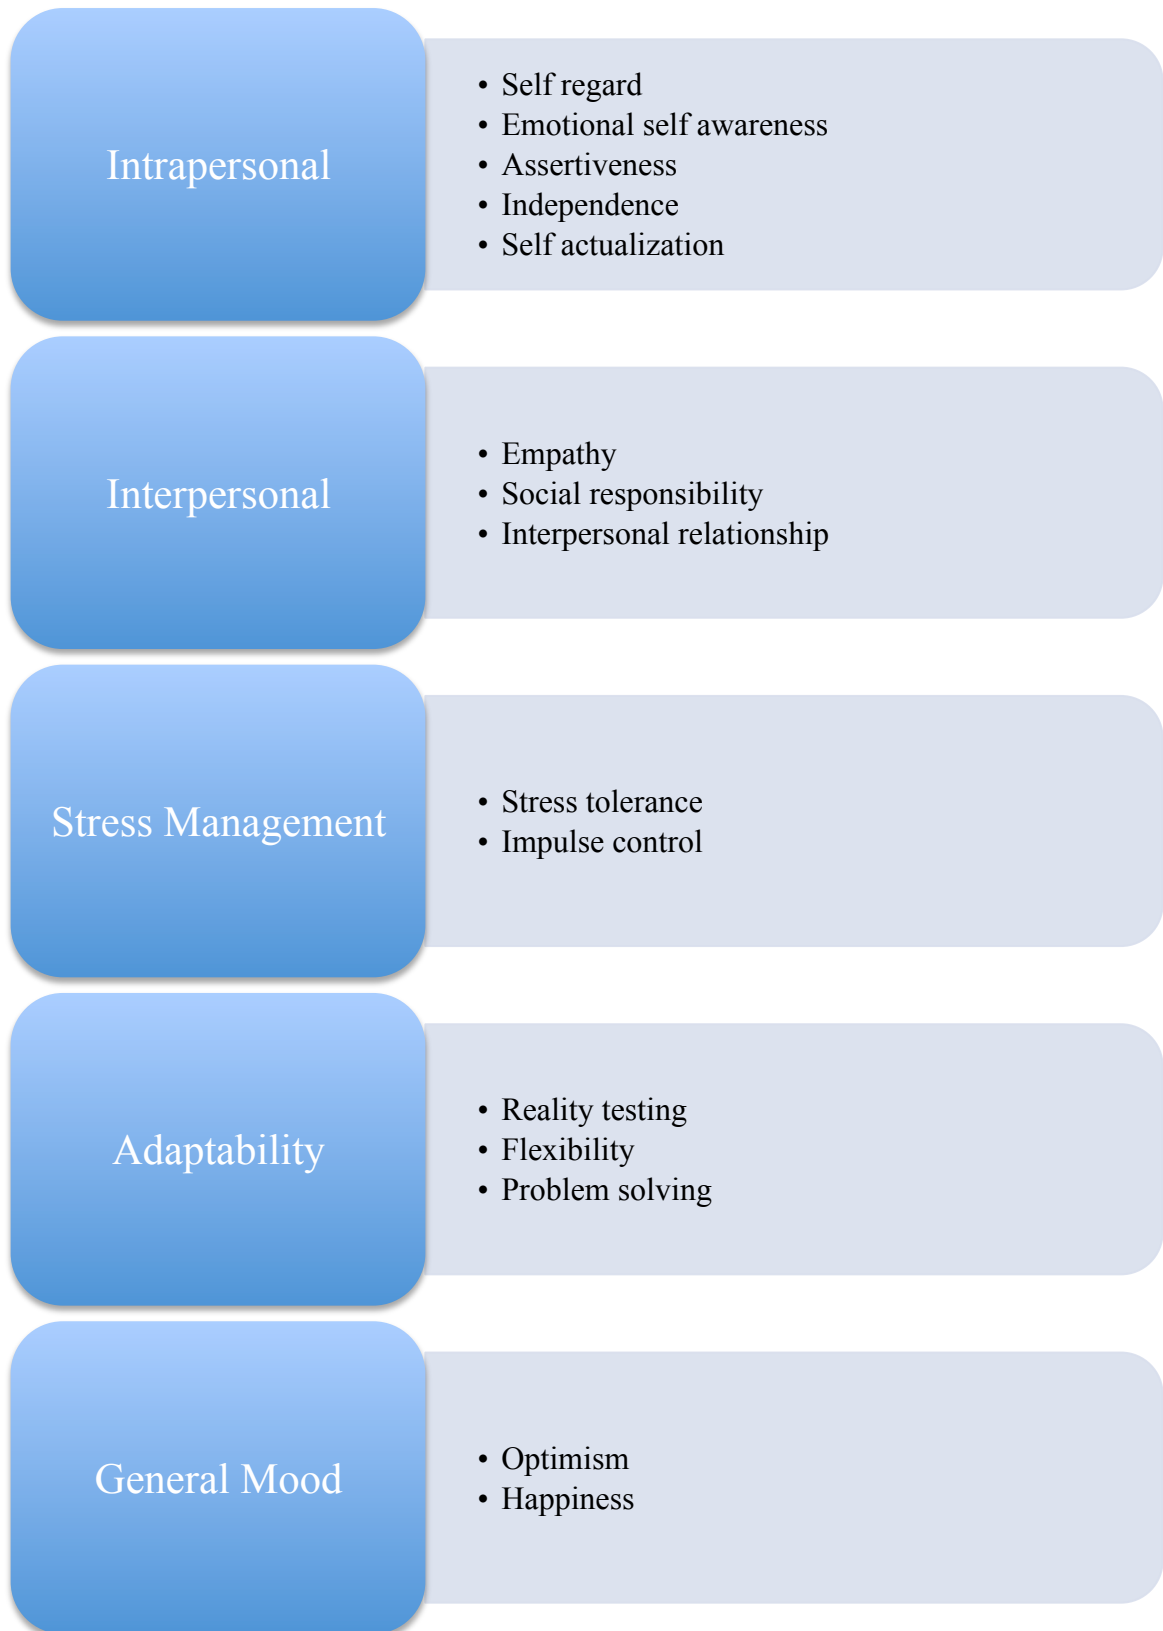 Intrapersonal
• Self regard
• Emotional self awareness
• Assertiveness
• Independence
• Self actualization
Interpersonal
• Empathy
• Social responsibility
• Interpersonal relationship
Stress Management
• Stress tolerance
• Impulse control
Adaptability
• Reality testing
• Flexibility
• Problem solving
General Mood
• Optimism
• Happiness